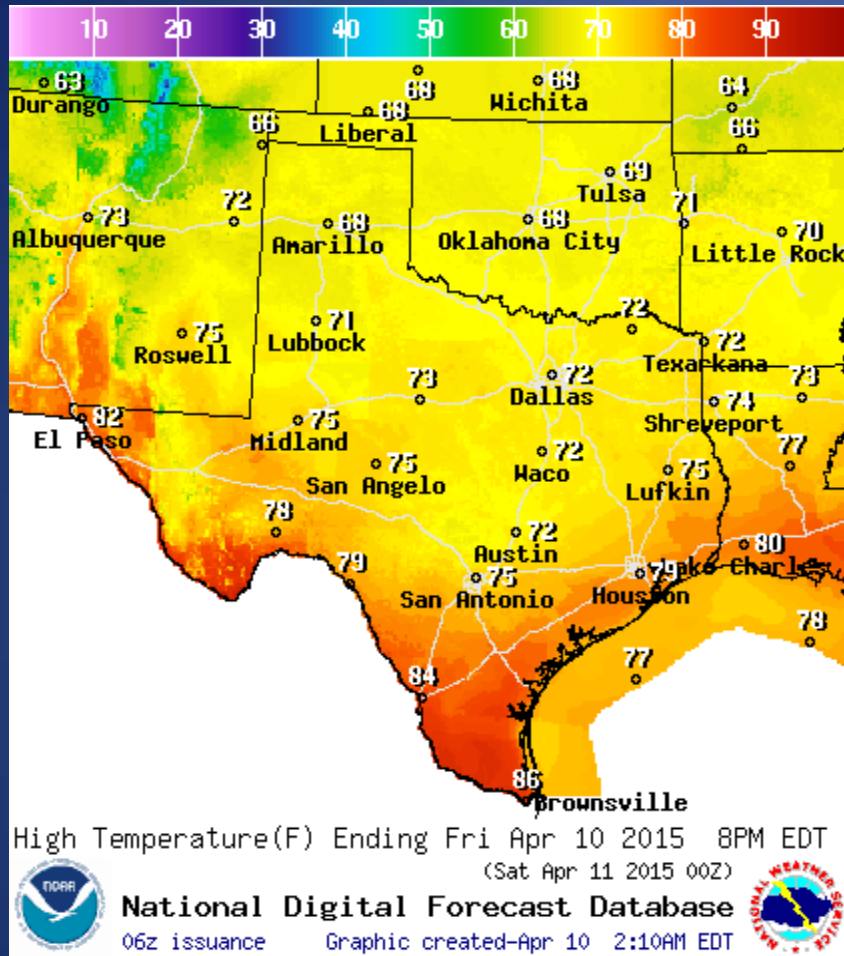 10 20 30 40 50 60 70 80 90
63
Durango
68
68
Wichita
64
68
Liberal
66
66
69
Tulsa
73
Albuquerque
72
68
Amarillo
68
Oklahoma City
71
70
Little Rock
75
Roswell
71
Lubbock
72
72
Texarkana
82
El Paso
73
72
Dallas
74
Shreveport
73
75
Midland
75
San Angelo
72
Waco
75
Lufkin
77
78
72
Austin
80
Lake Charles
79
75
San Antonio
79
Houston
78
77
84
86
Brownsville
High Temperature(F) Ending Fri Apr 10 2015 8PM EDT
(Sat Apr 11 2015 00Z)
NOAA
National Digital Forecast Database
06z issuance Graphic created-Apr 10 2:10AM EDT
NATIONAL WEATHER SERVICE